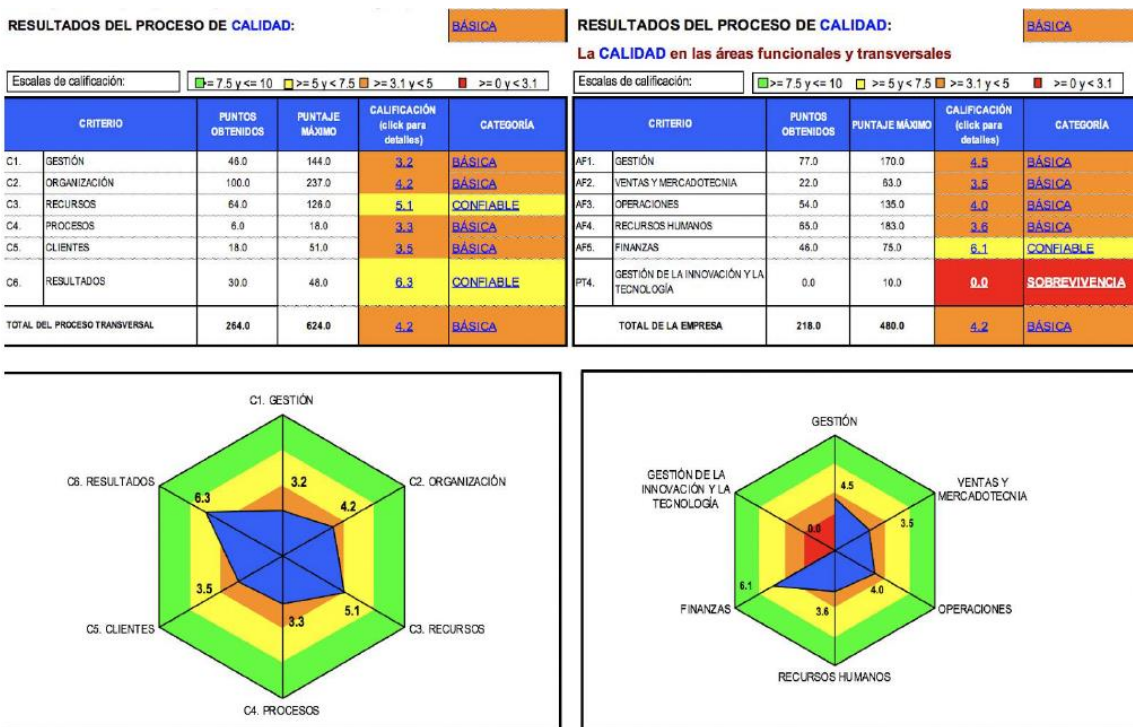 RESULTADOS DEL PROCESO DE CALIDAD:
BÁSICA
Escalas de calificación:
>= 7.5 y <= 10 >= 5 y < 7.5 >= 3.1 y < 5 >= 0 y < 3.1
CRITERIO PUNTOS OBTENIDOS PUNTAJE MÁXIMO CALIFICACIÓN (click para detalles) CATEGORÍA
C1. GESTIÓN 46.0 144.0 3.2 BÁSICA
C2. ORGANIZACIÓN 100.0 237.0 4.2 BÁSICA
C3. RECURSOS 64.0 126.0 5.1 CONFIABLE
C4. PROCESOS 6.0 18.0 3.3 BÁSICA
C5. CLIENTES 18.0 51.0 3.5 BÁSICA
C6. RESULTADOS 30.0 48.0 6.3 CONFIABLE
TOTAL DEL PROCESO TRANSVERSAL 264.0 624.0 4.2 BÁSICA
RESULTADOS DEL PROCESO DE CALIDAD:
BÁSICA
La CALIDAD en las áreas funcionales y transversales
Escalas de calificación:
>= 7.5 y <= 10 >= 5 y < 7.5 >= 3.1 y < 5 >= 0 y < 3.1
CRITERIO PUNTOS OBTENIDOS PUNTAJE MÁXIMO CALIFICACIÓN (click para detalles) CATEGORÍA
AF1. GESTIÓN 77.0 170.0 4.5 BÁSICA
AF2. VENTAS Y MERCADOTECNIA 22.0 63.0 3.5 BÁSICA
AF3. OPERACIONES 54.0 135.0 4.0 BÁSICA
AF4. RECURSOS HUMANOS 65.0 183.0 3.6 BÁSICA
AF5. FINANZAS 46.0 75.0 6.1 CONFIABLE
PT4. GESTIÓN DE LA INNOVACIÓN Y LA TECNOLOGÍA 0.0 10.0 0.0 SOBREVIVENCIA
TOTAL DE LA EMPRESA 218.0 480.0 4.2 BÁSICA
C1. GESTIÓN
C6. RESULTADOS
3.2
C2. ORGANIZACIÓN
6.3
4.2
3.5
5.1
3.3
C5. CLIENTES
C3. RECURSOS
C4. PROCESOS
GESTIÓN
GESTIÓN DE LA
INNOVACIÓN Y LA
TECNOLOGÍA
4.5
VENTAS Y
MERCADOTECNIA
0.0
3.5
6.1
4.0
FINANZAS
3.6
OPERACIONES
RECURSOS HUMANOS